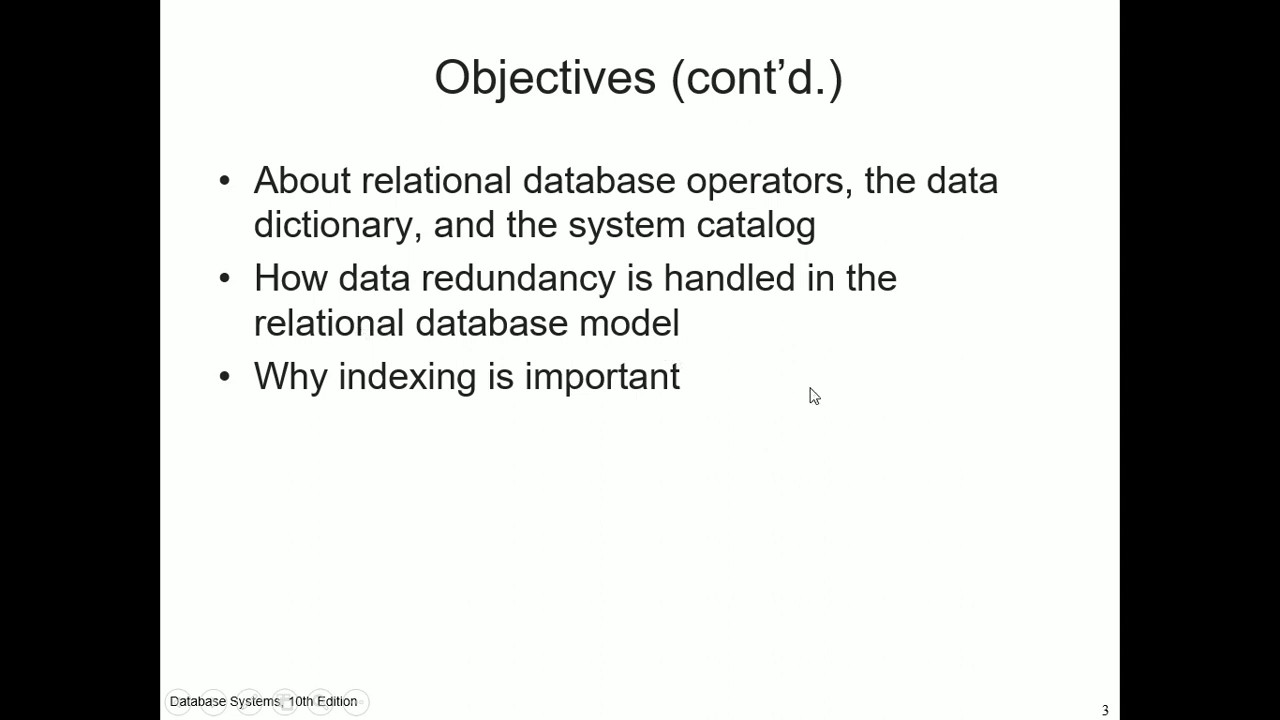 Objectives (cont’d.)
• About relational database operators, the data
dictionary, and the system catalog
• How data redundancy is handled in the
relational database model
• Why indexing is important
Database Systems, 10th Edition
3